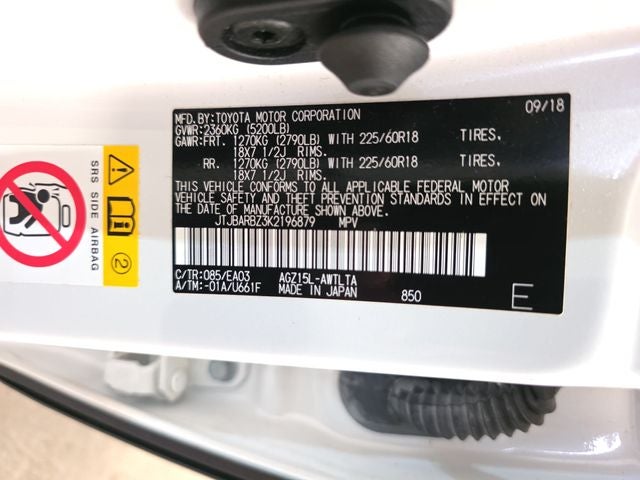 MFD.BY:TOYOTA MOTOR CORPORATION 09/18
GVWR:2360KG (5200LB)
GAWR:FRT. 1270KG (2790LB) WITH 225/60R18 TIRES.
18X7 1/2J RIMS.
RR. 1270KG (2790LB) WITH 225/60R18 TIRES.
18X7 1/2J RIMS.
THIS VEHICLE CONFORMS TO ALL APPLICABLE FEDERAL MOTOR
VEHICLE SAFETY AND THEFT PREVENTION STANDARDS IN EFFECT ON
THE DATE OF MANUFACTURE SHOWN ABOVE.
JTJBARBZ3K2196879 MPV
C/TR:085/EA03 AGZ15L-AWTLTA
A/TM:-01A/U661F MADE IN JAPAN 850 E
SRS SIDE AIRBAG
2